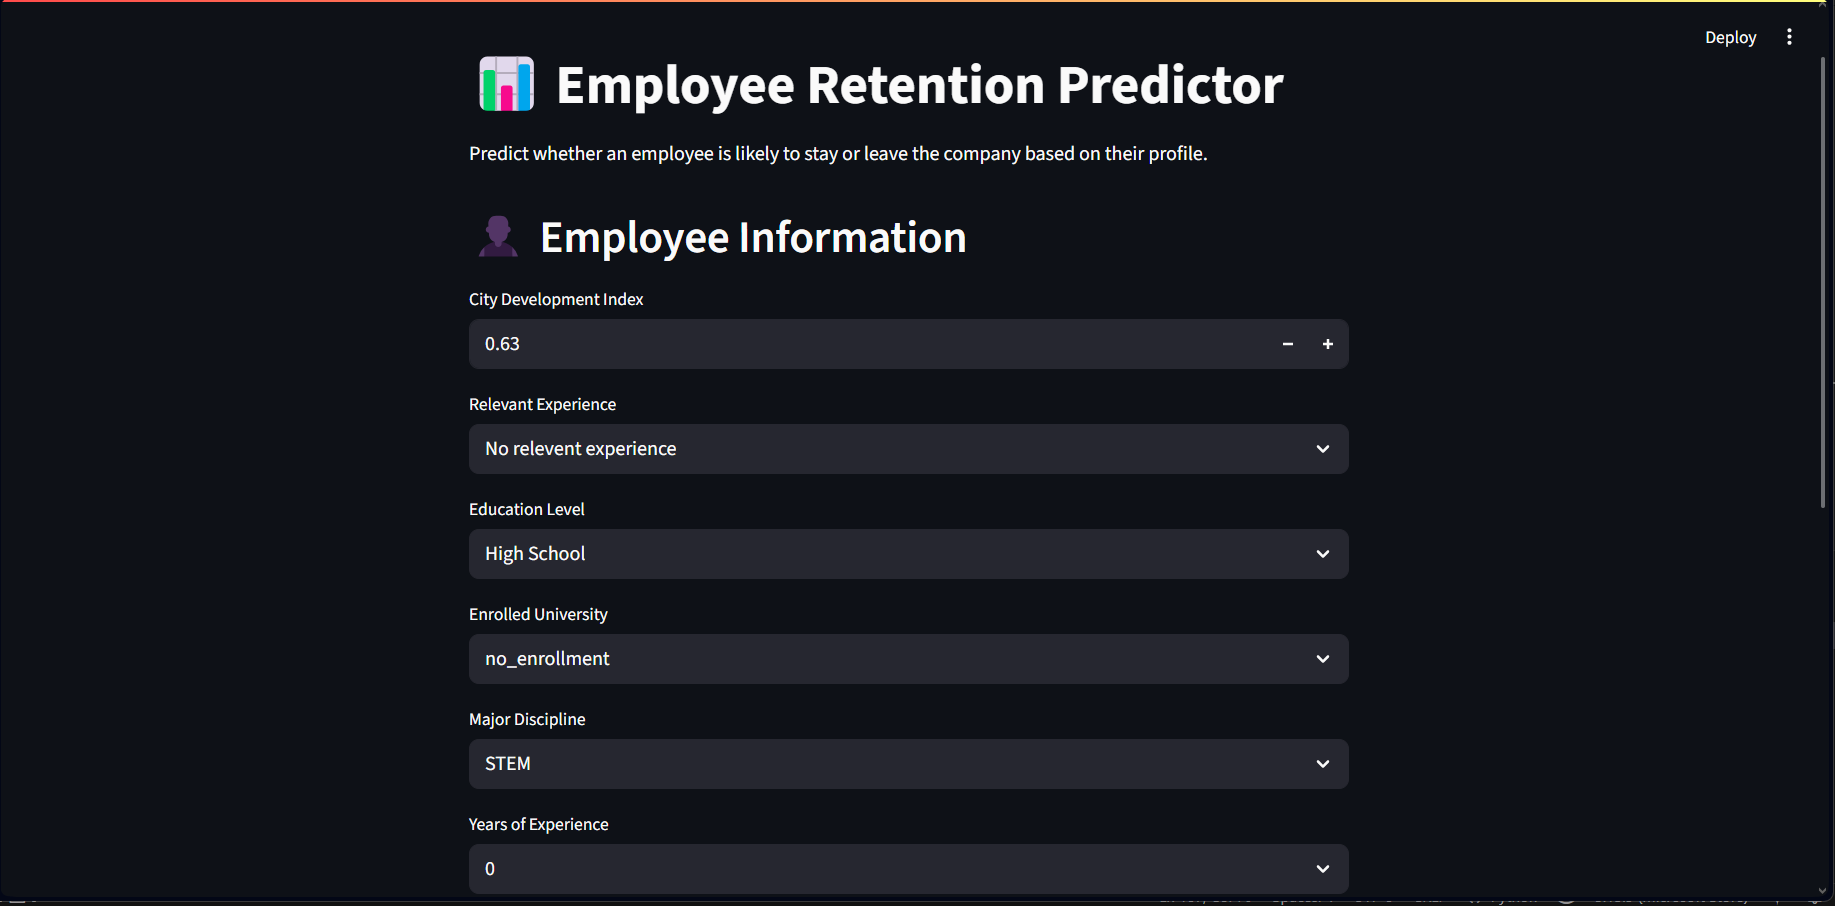 Deploy
Employee Retention Predictor
Predict whether an employee is likely to stay or leave the company based on their profile.
Employee Information
City Development Index
0.63
Relevant Experience
No relevent experience
Education Level
High School
Enrolled University
no_enrollment
Major Discipline
STEM
Years of Experience
0